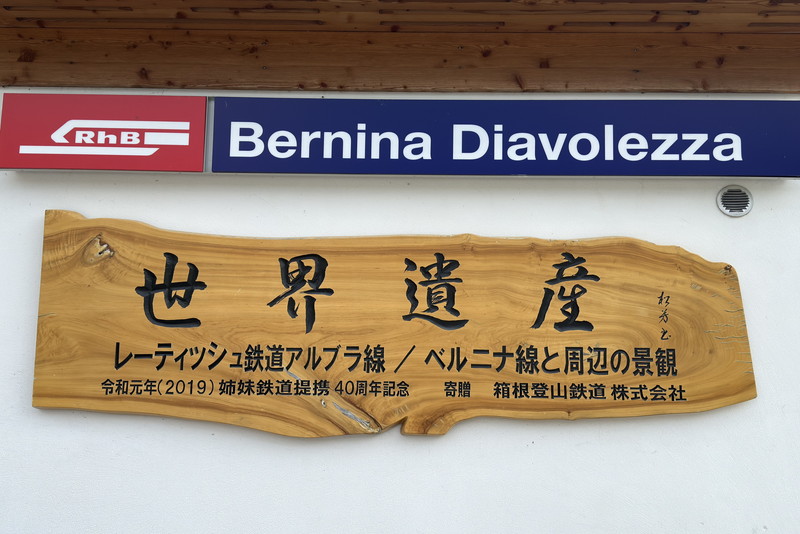 RhB
Bernina Diavolezza
世界遺産
レーティッシュ鉄道アルブラ線／ベルニナ線と周辺の景観
令和元年(2019) 姉妹鉄道提携40周年記念 寄贈 箱根登山鉄道 株式会社